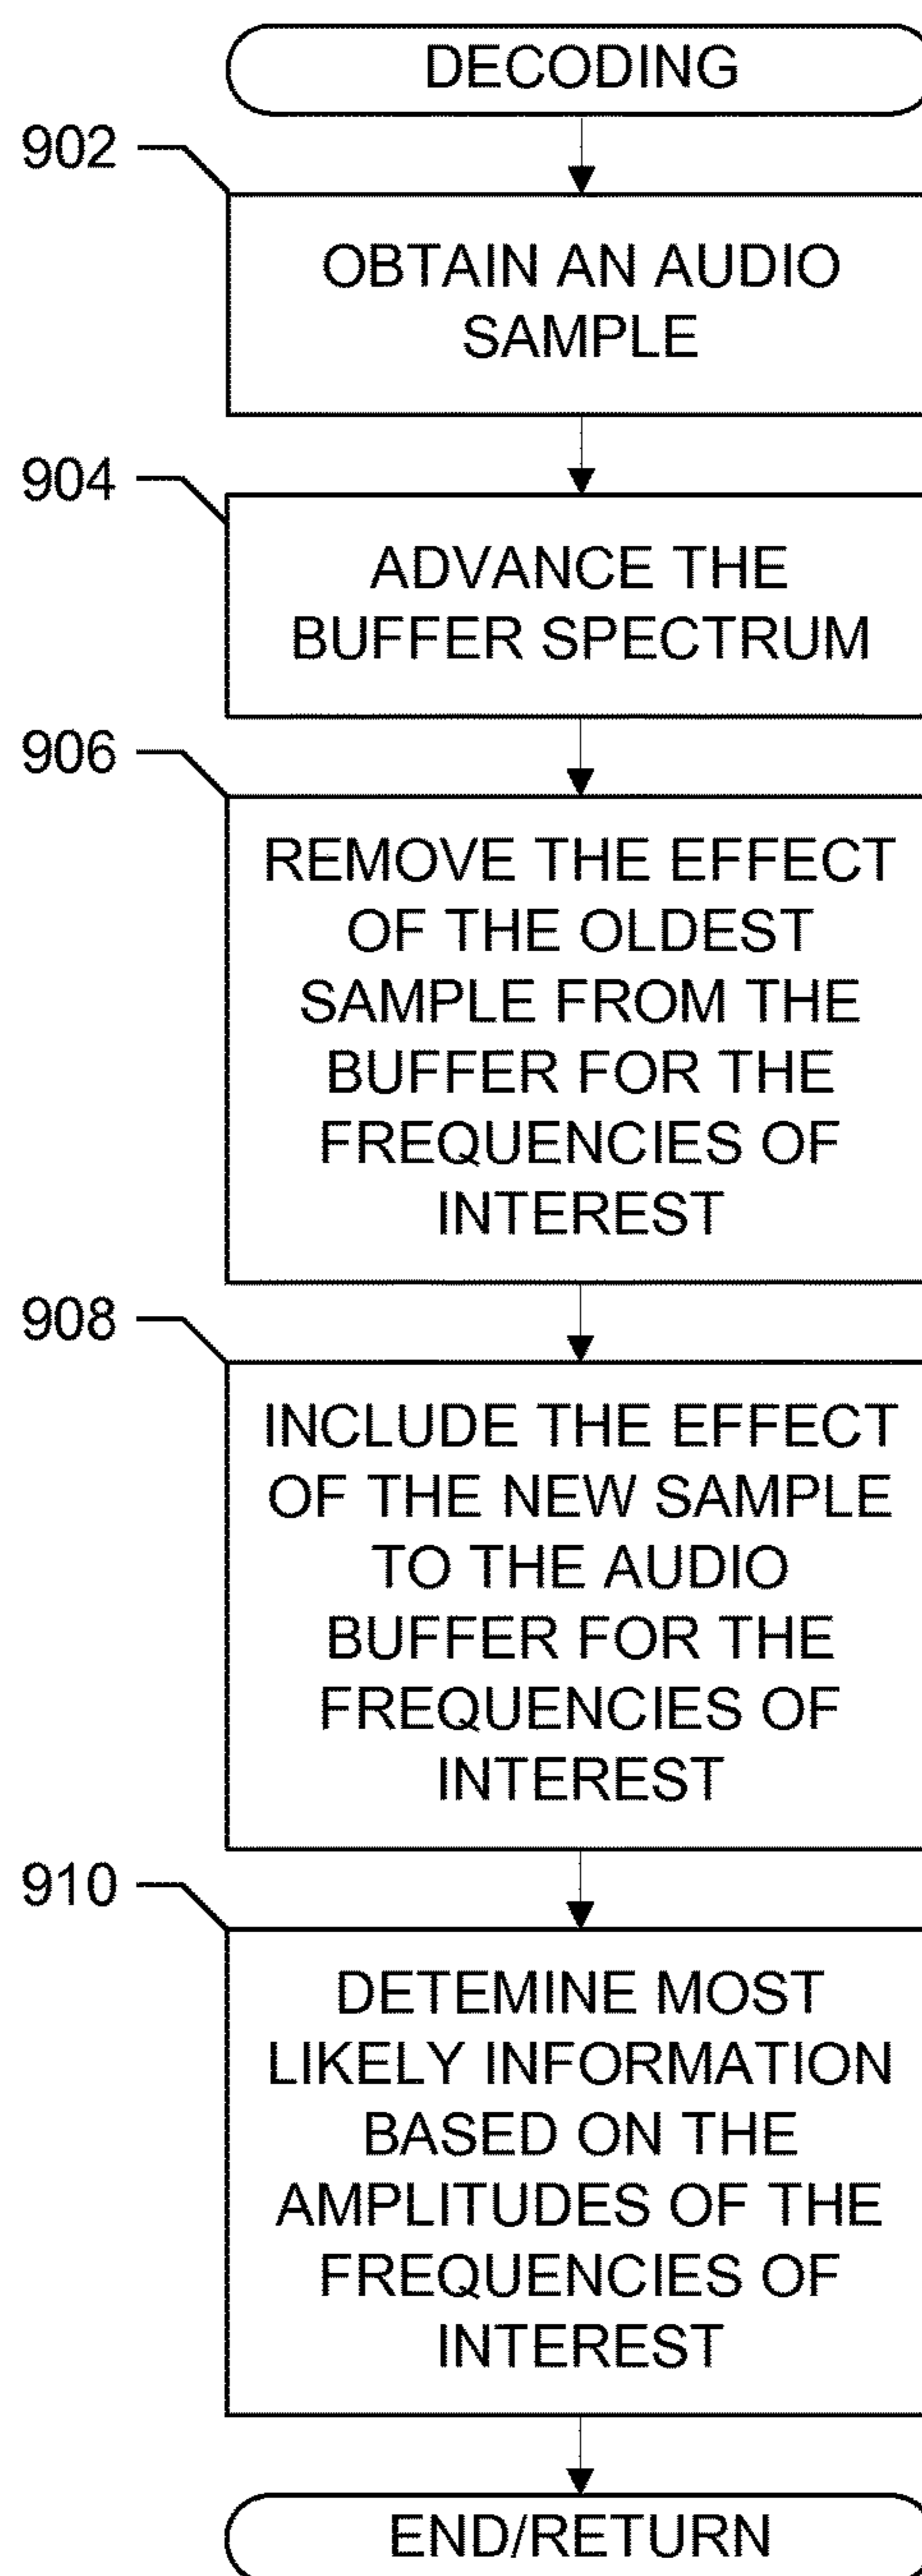 DECODING
902
OBTAIN AN AUDIO
SAMPLE
904
ADVANCE THE
BUFFER SPECTRUM
906
REMOVE THE EFFECT
OF THE OLDEST
SAMPLE FROM THE
BUFFER FOR THE
FREQUENCIES OF
INTEREST
908
INCLUDE THE EFFECT
OF THE NEW SAMPLE
TO THE AUDIO
BUFFER FOR THE
FREQUENCIES OF
INTEREST
910
DETEMINE MOST
LIKELY INFORMATION
BASED ON THE
AMPLITUDES OF THE
FREQUENCIES OF
INTEREST
END/RETURN